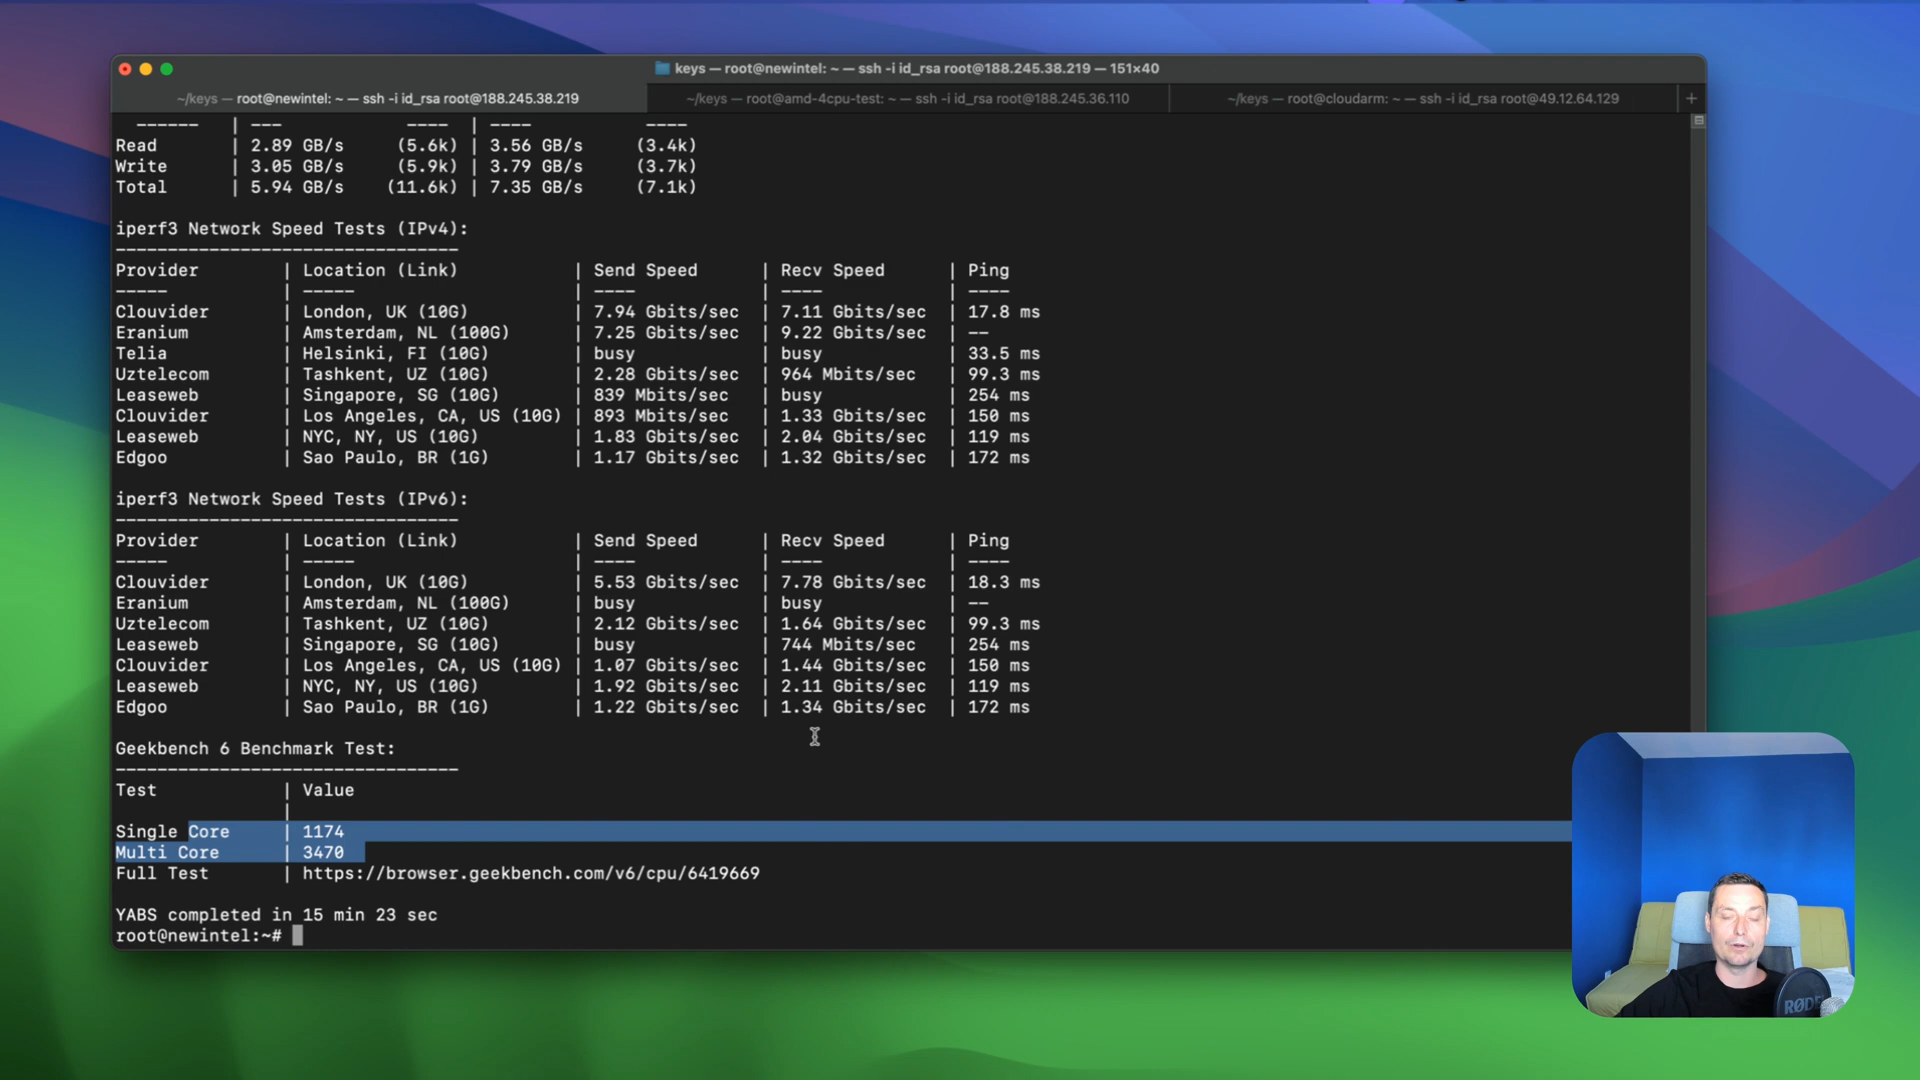 keys — root@newintel: ~ — ssh -i id_rsa root@188.245.38.219 — 151×40
~/keys — root@newintel: ~ — ssh -i id_rsa root@188.245.38.219
~/keys — root@amd-4cpu-test: ~ — ssh -i id_rsa root@188.245.36.110
~/keys — root@cloudarm: ~ — ssh -i id_rsa root@49.12.64.129
+
------ | --- ---- | ---- ----
Read | 2.89 GB/s (5.6k) | 3.56 GB/s (3.4k)
Write | 3.05 GB/s (5.9k) | 3.79 GB/s (3.7k)
Total | 5.94 GB/s (11.6k) | 7.35 GB/s (7.1k)
iperf3 Network Speed Tests (IPv4):
---------------------------------
Provider | Location (Link) | Send Speed | Recv Speed | Ping
----- | ----- | ---- | ---- | ----
Clouvider | London, UK (10G) | 7.94 Gbits/sec | 7.11 Gbits/sec | 17.8 ms
Eranium | Amsterdam, NL (100G) | 7.25 Gbits/sec | 9.22 Gbits/sec | --
Telia | Helsinki, FI (10G) | busy | busy | 33.5 ms
Uztelecom | Tashkent, UZ (10G) | 2.28 Gbits/sec | 964 Mbits/sec | 99.3 ms
Leaseweb | Singapore, SG (10G) | 839 Mbits/sec | busy | 254 ms
Clouvider | Los Angeles, CA, US (10G) | 893 Mbits/sec | 1.33 Gbits/sec | 150 ms
Leaseweb | NYC, NY, US (10G) | 1.83 Gbits/sec | 2.04 Gbits/sec | 119 ms
Edgoo | Sao Paulo, BR (1G) | 1.17 Gbits/sec | 1.32 Gbits/sec | 172 ms
iperf3 Network Speed Tests (IPv6):
---------------------------------
Provider | Location (Link) | Send Speed | Recv Speed | Ping
----- | ----- | ---- | ---- | ----
Clouvider | London, UK (10G) | 5.53 Gbits/sec | 7.78 Gbits/sec | 18.3 ms
Eranium | Amsterdam, NL (100G) | busy | busy | --
Uztelecom | Tashkent, UZ (10G) | 2.12 Gbits/sec | 1.64 Gbits/sec | 99.3 ms
Leaseweb | Singapore, SG (10G) | busy | 744 Mbits/sec | 254 ms
Clouvider | Los Angeles, CA, US (10G) | 1.07 Gbits/sec | 1.44 Gbits/sec | 150 ms
Leaseweb | NYC, NY, US (10G) | 1.92 Gbits/sec | 2.11 Gbits/sec | 119 ms
Edgoo | Sao Paulo, BR (1G) | 1.22 Gbits/sec | 1.34 Gbits/sec | 172 ms
Geekbench 6 Benchmark Test:
---------------------------------
Test | Value
|
Single Core | 1174
Multi Core | 3470
Full Test | https://browser.geekbench.com/v6/cpu/6419669
YABS completed in 15 min 23 sec
root@newintel:~#
RØDE